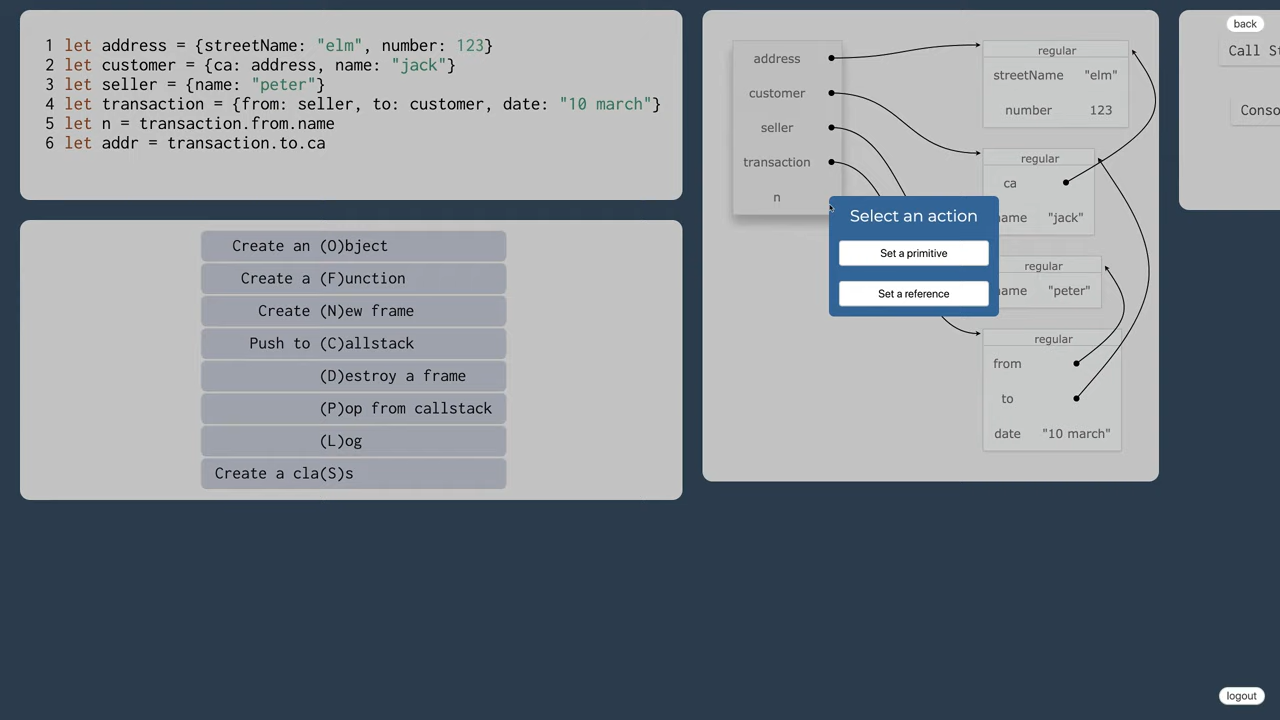 1 let address = {streetName: "elm", number: 123}
2 let customer = {ca: address, name: "jack"}
3 let seller = {name: "peter"}
4 let transaction = {from: seller, to: customer, date: "10 march"}
5 let n = transaction.from.name
6 let addr = transaction.to.ca
Create an (O)bject
Create a (F)unction
Create (N)ew frame
Push to (C)allstack
(D)estroy a frame
(P)op from callstack
(L)og
Create a cla(S)s
address
customer
seller
transaction
n
regular
streetName "elm"
number 123
regular
ca
"jack"
regular
"peter"
regular
from
to
date "10 march"
Select an action
Set a primitive
Set a reference
back
Call
logout